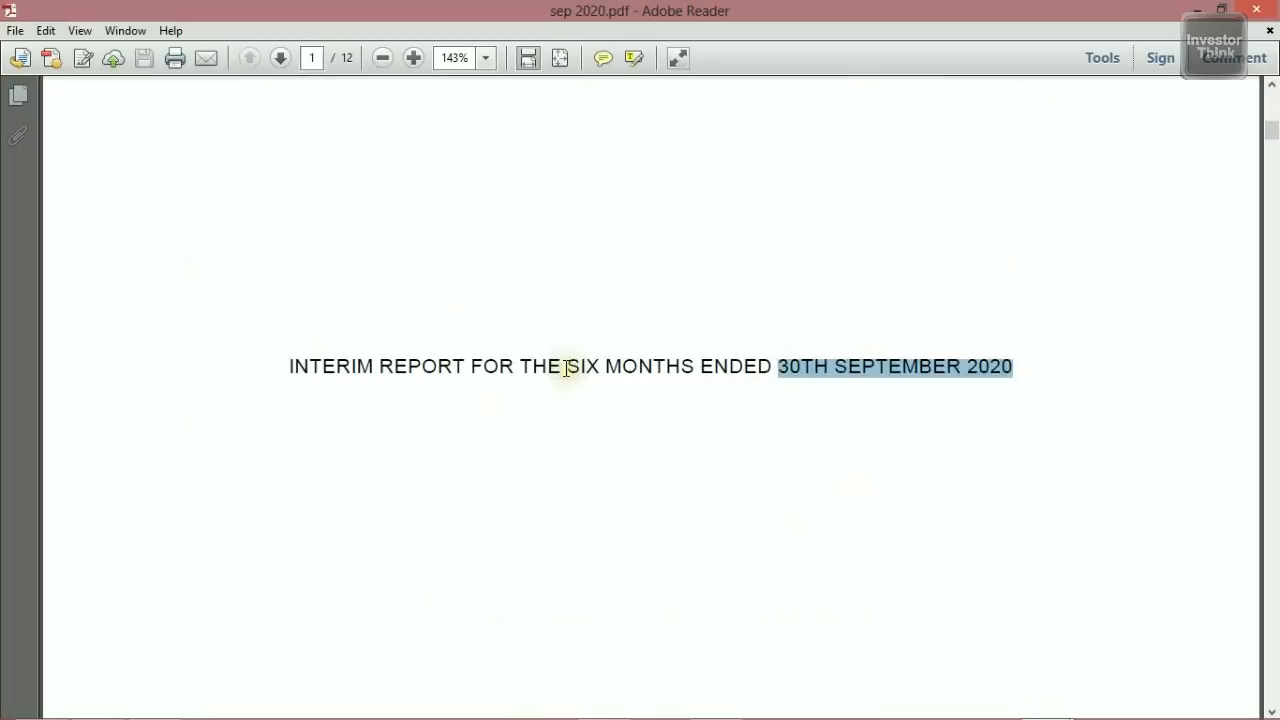 sep 2020.pdf - Adobe Reader
File Edit View Window Help
1 / 12 143% Tools Sign Comment
Investor
Think
INTERIM REPORT FOR THE SIX MONTHS ENDED 30TH SEPTEMBER 2020